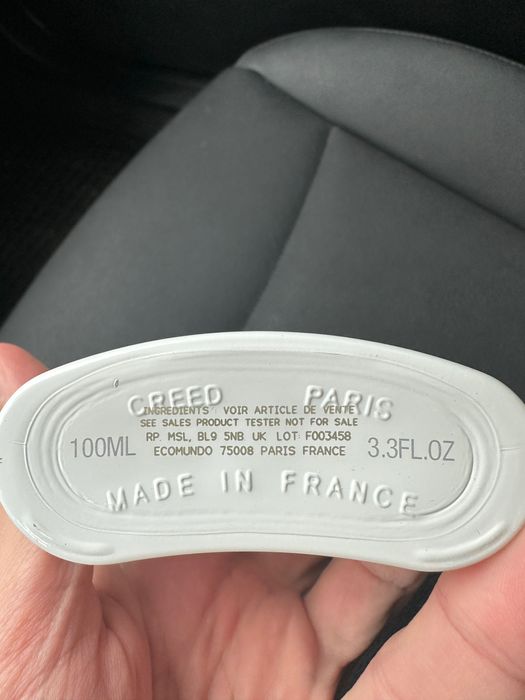 CREED PARIS
INGREDIENTS VOIR ARTICLE DE VENTE
SEE SALES PRODUCT TESTER NOT FOR SALE
RP. MSL, BL9 5NB UK LOT F003458
100ML 3.3FL.OZ
ECOMUNDO 75008 PARIS FRANCE
MADE IN FRANCE